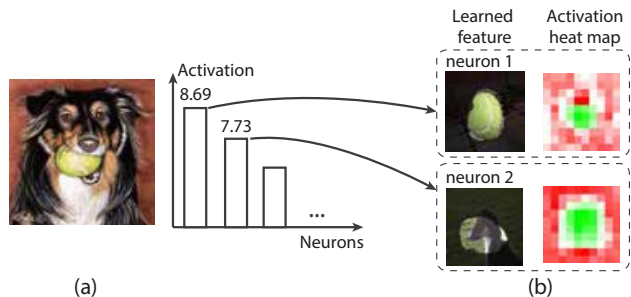 Learned
feature
Activation
heat map
Activation
8.69
7.73
...
Neurons
neuron 1
neuron 2
(a)
(b)